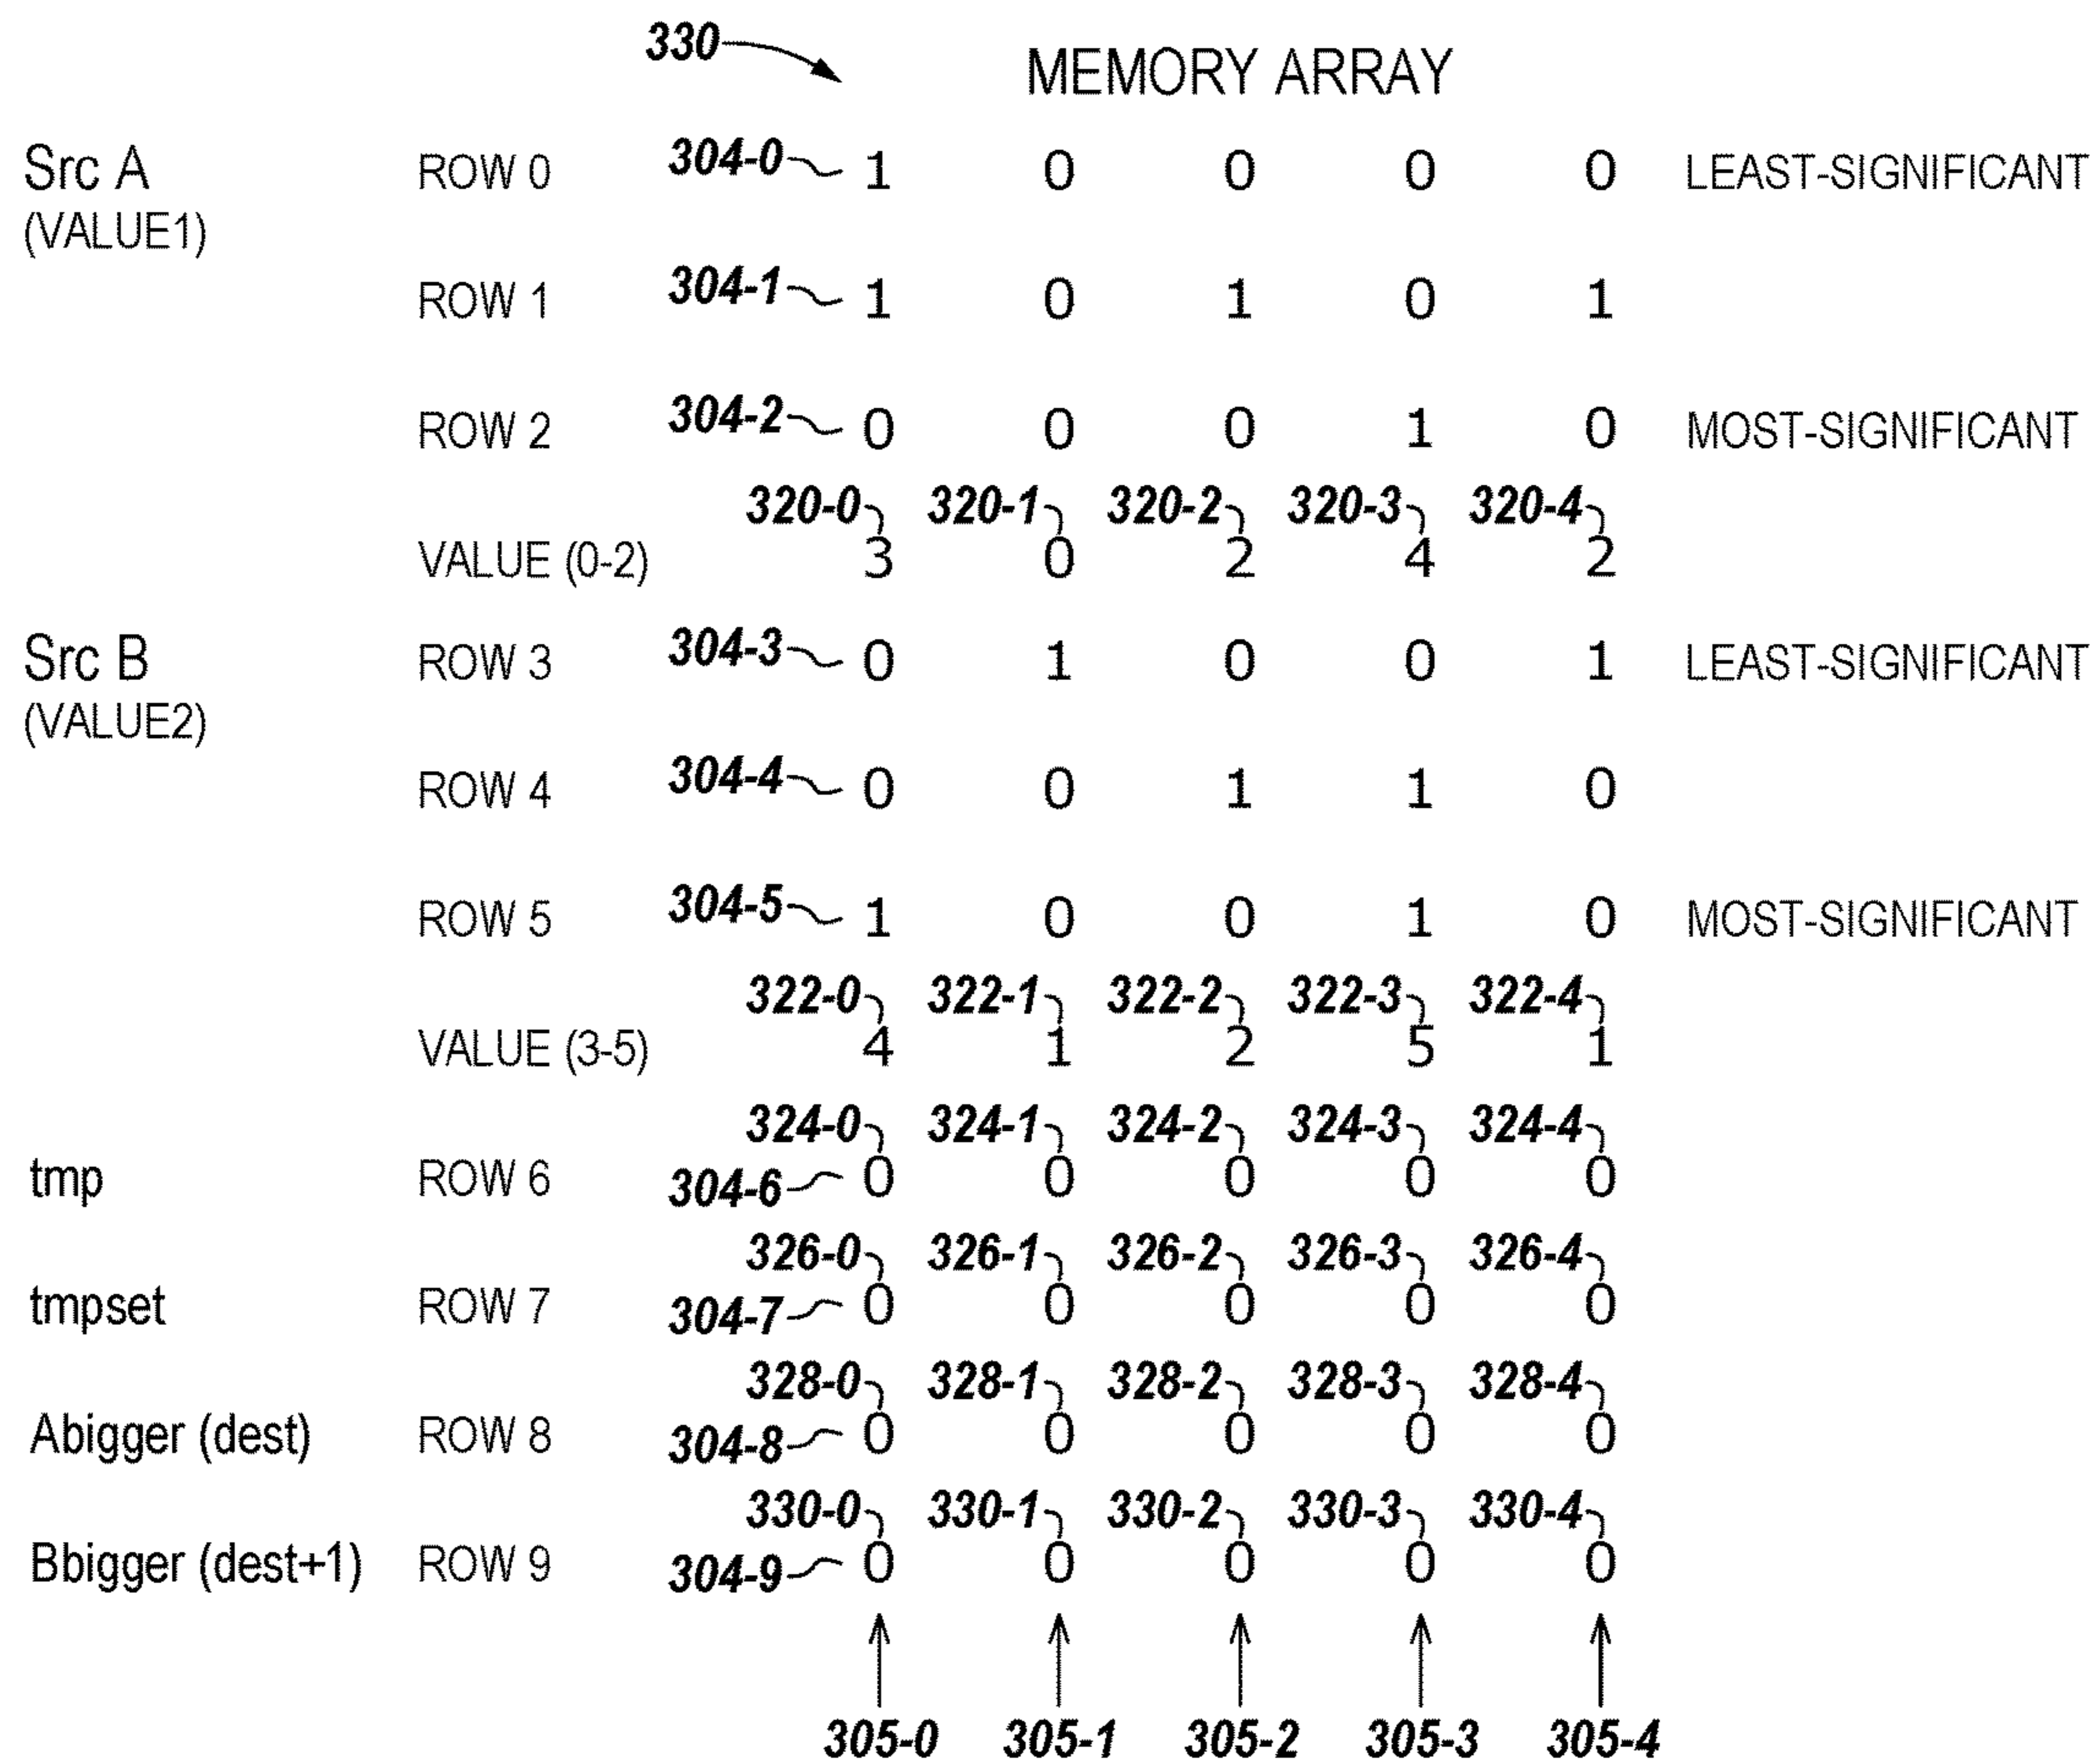 330 MEMORY ARRAY
Src A ROW 0 304-0 1 0 0 0 0 LEAST-SIGNIFICANT
(VALUE1)
ROW 1 304-1 1 0 1 0 1
ROW 2 304-2 0 0 0 1 0 MOST-SIGNIFICANT
320-0 320-1 320-2 320-3 320-4
VALUE (0-2) 3 0 2 4 2
Src B ROW 3 304-3 0 1 0 0 1 LEAST-SIGNIFICANT
(VALUE2)
ROW 4 304-4 0 0 1 1 0
ROW 5 304-5 1 0 0 1 0 MOST-SIGNIFICANT
322-0 322-1 322-2 322-3 322-4
VALUE (3-5) 4 1 2 5 1
324-0 324-1 324-2 324-3 324-4
tmp ROW 6 304-6 0 0 0 0 0
326-0 326-1 326-2 326-3 326-4
tmpset ROW 7 304-7 0 0 0 0 0
328-0 328-1 328-2 328-3 328-4
Abigger (dest) ROW 8 304-8 0 0 0 0 0
330-0 330-1 330-2 330-3 330-4
Bbigger (dest+1) ROW 9 304-9 0 0 0 0 0
305-0 305-1 305-2 305-3 305-4